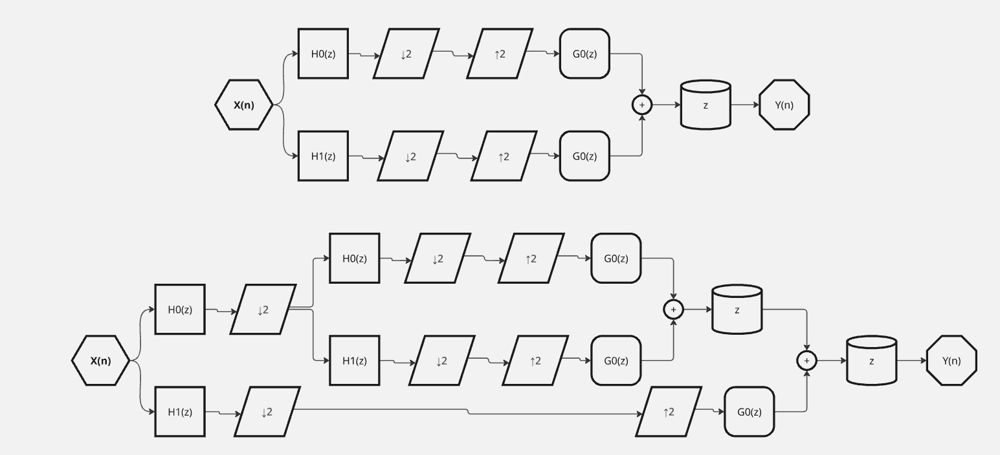 H0(z) ↓2 ↑2 G0(z)
X(n) + z Y(n)
H1(z) ↓2 ↑2 G0(z)
H0(z) ↓2 ↑2 G0(z)
H0(z) ↓2 + z
X(n) H1(z) ↓2 ↑2 G0(z) + z Y(n)
H1(z) ↓2 ↑2 G0(z)